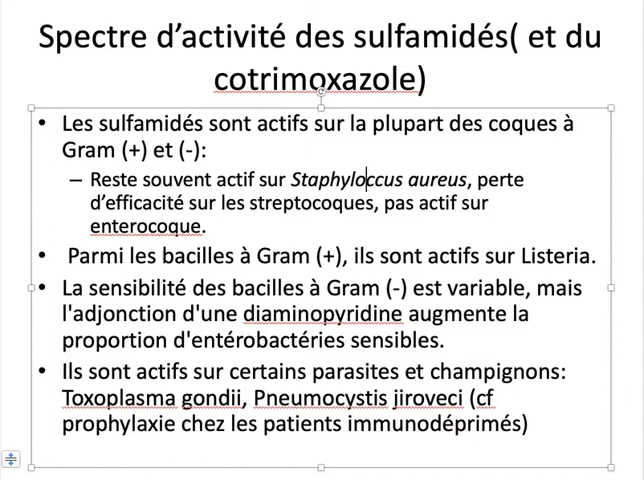 Spectre d’activité des sulfamidés( et du
cotrimoxazole)
• Les sulfamidés sont actifs sur la plupart des coques à
Gram (+) et (-):
– Reste souvent actif sur Staphyloccus aureus, perte
d’efficacité sur les streptocoques, pas actif sur
enterocoque.
• Parmi les bacilles à Gram (+), ils sont actifs sur Listeria.
• La sensibilité des bacilles à Gram (-) est variable, mais
l'adjonction d'une diaminopyridine augmente la
proportion d'entérobactéries sensibles.
• Ils sont actifs sur certains parasites et champignons:
Toxoplasma gondii, Pneumocystis jiroveci (cf
prophylaxie chez les patients immunodéprimés)